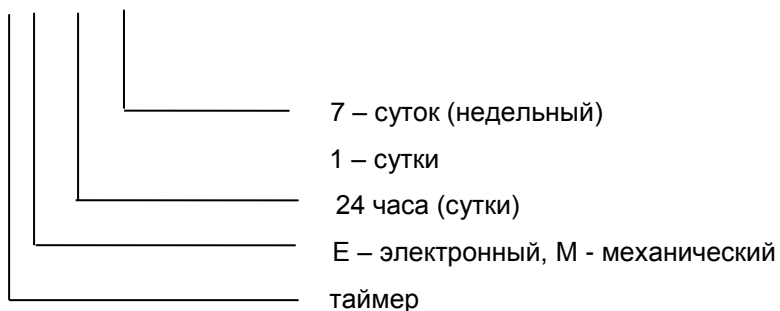 7 – суток (недельный)
1 – сутки
24 часа (сутки)
Е – электронный, М - механический
таймер